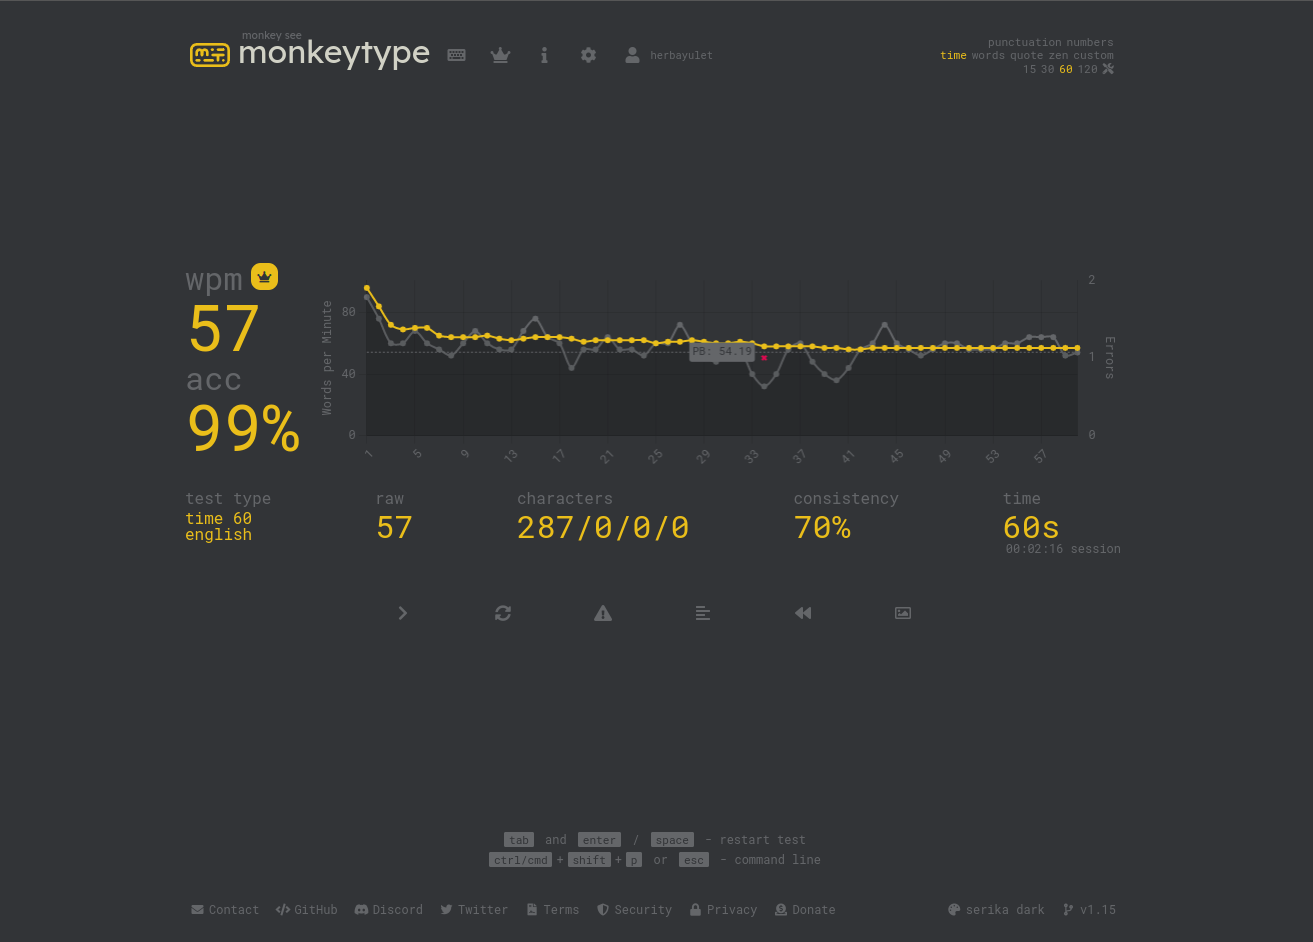 monkey see
monkeytype
herbayulet
punctuation numbers
time words quote zen custom
15 30 60 120
wpm
57
acc
99%
Words per Minute
80
40
0
PB: 54.19
2
1
0
Errors
1 5 9 13 17 21 25 29 33 37 41 45 49 53 57
test type
time 60
english
raw
57
characters
287/0/0/0
consistency
70%
time
60s
00:02:16 session
tab and enter / space - restart test
ctrl/cmd + shift + p or esc - command line
Contact GitHub Discord Twitter Terms Security Privacy Donate serika dark v1.15